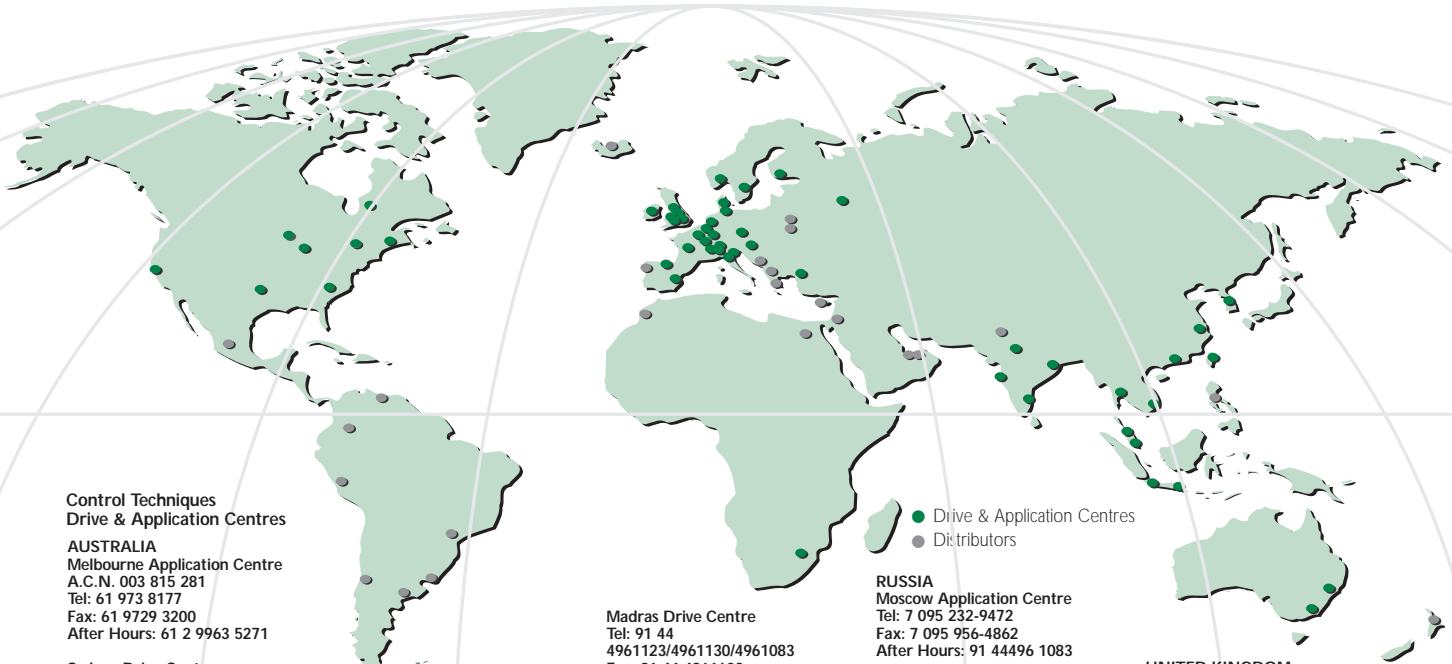 Control Techniques
Drive & Application Centres
AUSTRALIA
Melbourne Application Centre
A.C.N. 003 815 281
Tel: 61 973 8177
Fax: 61 9729 3200
After Hours: 61 2 9963 5271
Madras Drive Centre
Tel: 91 44
4961123/4961130/4961083
Drive & Application Centres
Distributors
RUSSIA
Moscow Application Centre
Tel: 7 095 232-9472
Fax: 7 095 956-4862
After Hours: 91 44496 1083
UNITED KINGDOM